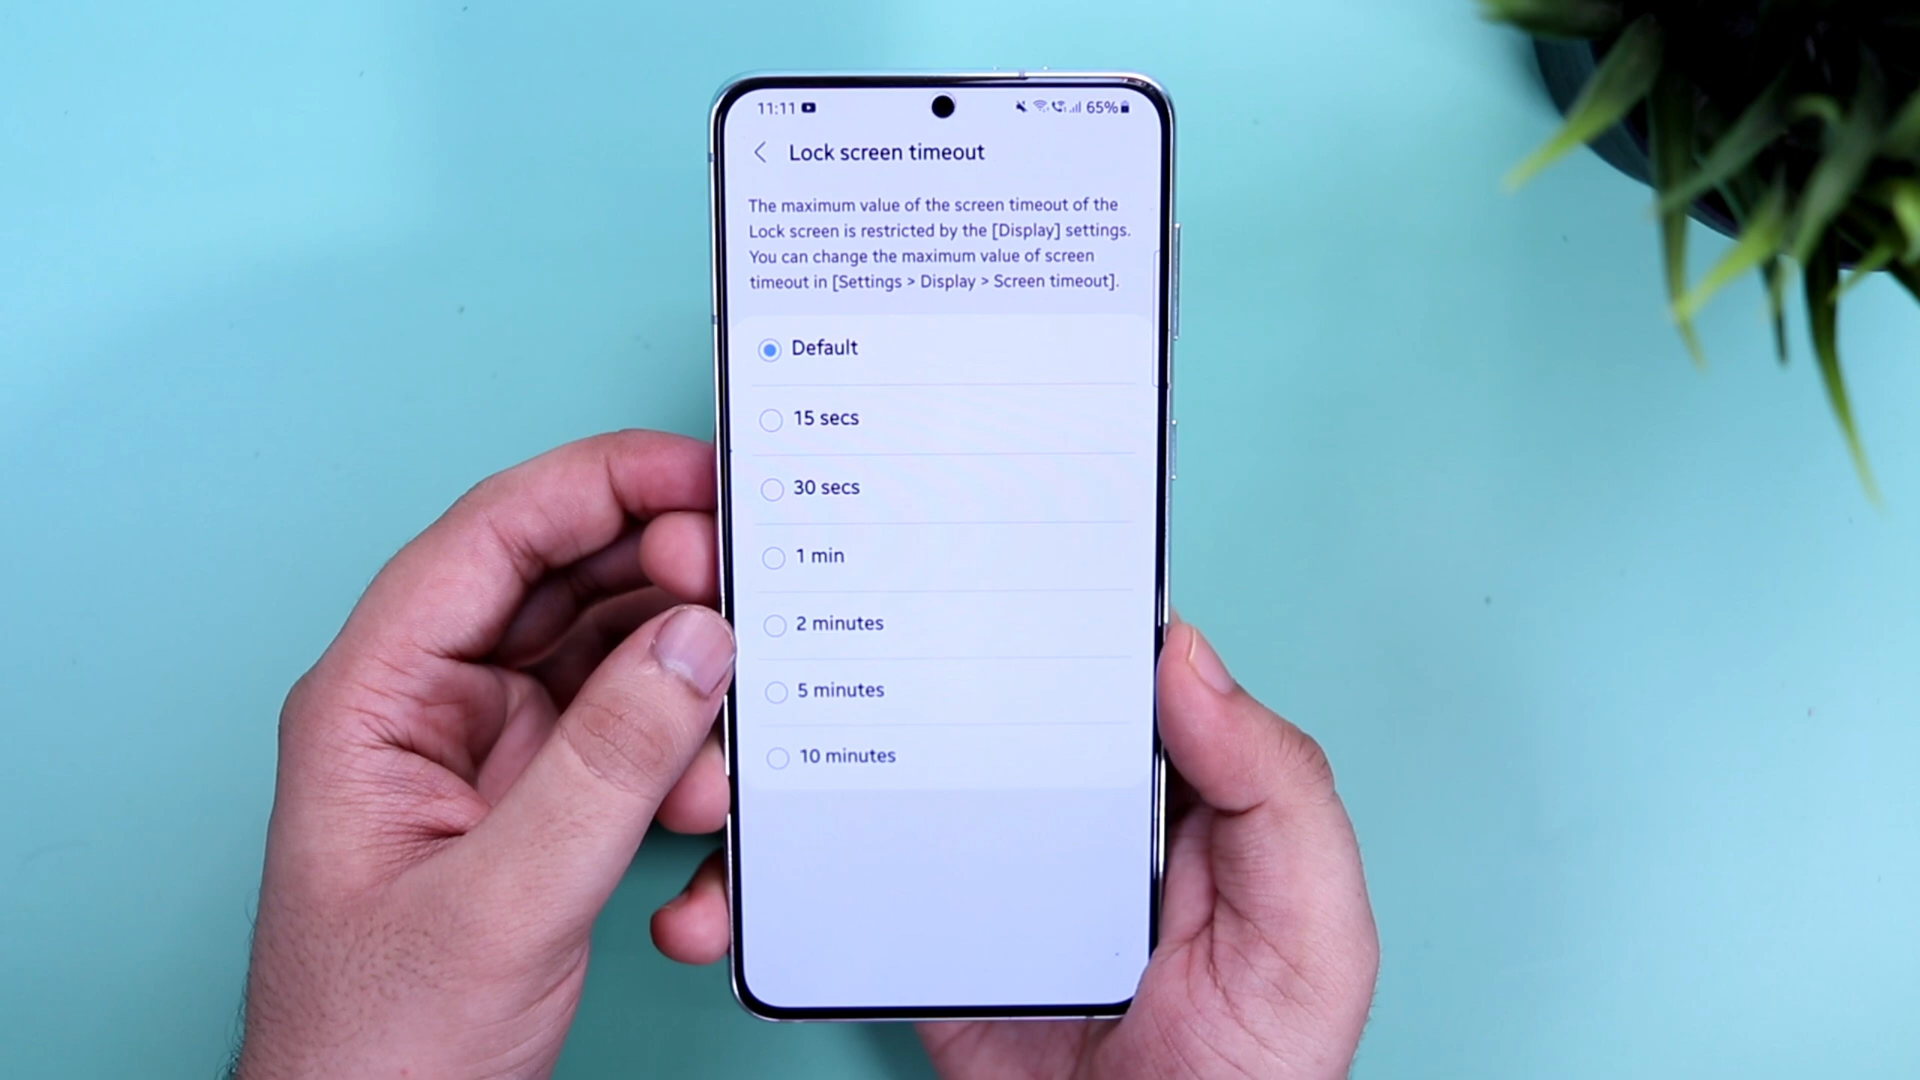 11:11 65%
Lock screen timeout
The maximum value of the screen timeout of the
Lock screen is restricted by the [Display] settings.
You can change the maximum value of screen
timeout in [Settings > Display > Screen timeout].
Default
15 secs
30 secs
1 min
2 minutes
5 minutes
10 minutes